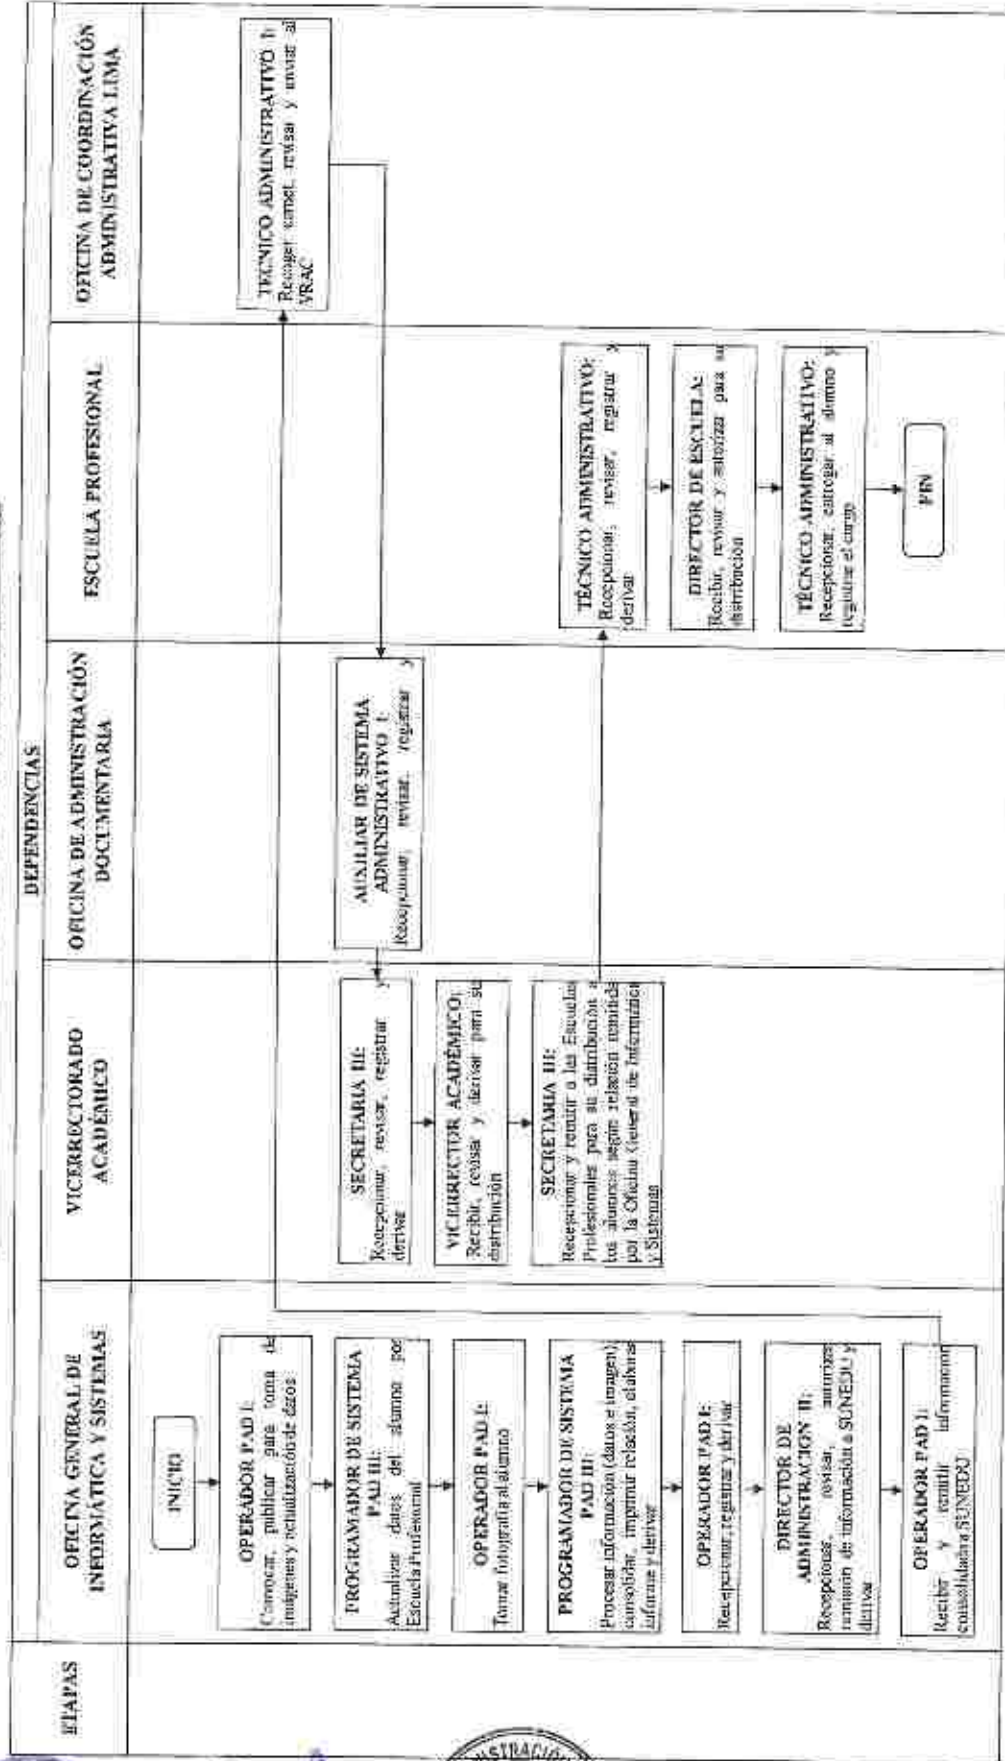 DEPENDENCIAS
ETAPAS
OFICINA GENERAL DE
INFORMÁTICA Y SISTEMAS
VICERRECTORADO
ACADÉMICO
OFICINA DE ADMINISTRACIÓN
DOCUMENTARIA
ESCUELA PROFESIONAL
OFICINA DE COORDINACIÓN
ADMINISTRATIVA LIMA
INICIO
OPERADOR PAD I:
Convocar, publicar para toma de
imágenes y actualización de datos
PROGRAMADOR DE SISTEMA
PAD III:
Actualizar datos del alumno por
Escuela Profesional
OPERADOR PAD I:
Tomar fotografía al alumno
PROGRAMADOR DE SISTEMA
PAD III:
Procesar información (datos e imagen),
consolidar, imprimir relación, elaborar
informe y derivar
OPERADOR PAD I:
Recepcionar, registrar y derivar
DIRECTOR DE
ADMINISTRACION II:
Recepcionar, revisar, autorizar
remisión de información a SUNEDU y
derivar
OPERADOR PAD I:
Recibir y remitir información
consolidada SUNEDU
TECNICO ADMINISTRATIVO I:
Recoger carnet, revisar y enviar al
VRAC
AUXILIAR DE SISTEMA
ADMINISTRATIVO I:
Recepcionar, revisar, registrar y
SECRETARIA III:
Recepcionar, revisar, registrar y
derivar
VICERRECTOR ACADÉMICO:
Recibir, revisar y derivar para su
distribución
SECRETARIA III:
Recepcionar y remitir a las Escuelas
Profesionales para su distribución a
los alumnos según relación remitida
por la Oficina General de Informática
y Sistemas
TÉCNICO ADMINISTRATIVO:
Recepcionar, revisar, registrar y
derivar
DIRECTOR DE ESCUELA:
Recibir, revisar y autorizar para su
distribución
TÉCNICO ADMINISTRATIVO:
Recepcionar, entregar al alumno y
registrar el cargo
FIN